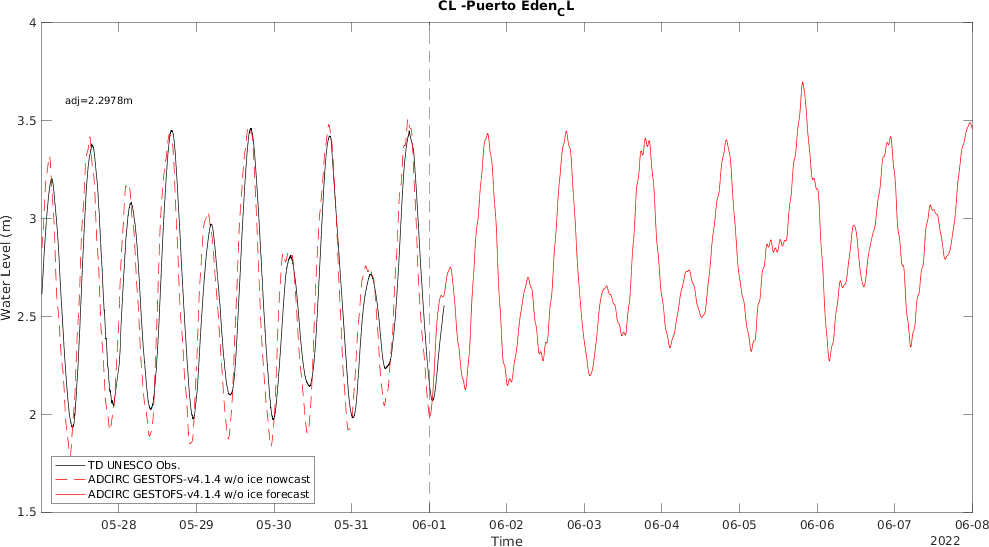 CL -Puerto Eden_CL
4
adj=2.2978m
3.5
3
Water Level (m)
2.5
2
TD UNESCO Obs.
ADCIRC GESTOFS-v4.1.4 w/o ice nowcast
ADCIRC GESTOFS-v4.1.4 w/o ice forecast
1.5
05-28 05-29 05-30 05-31 06-01 06-02 06-03 06-04 06-05 06-06 06-07 06-08
Time
2022